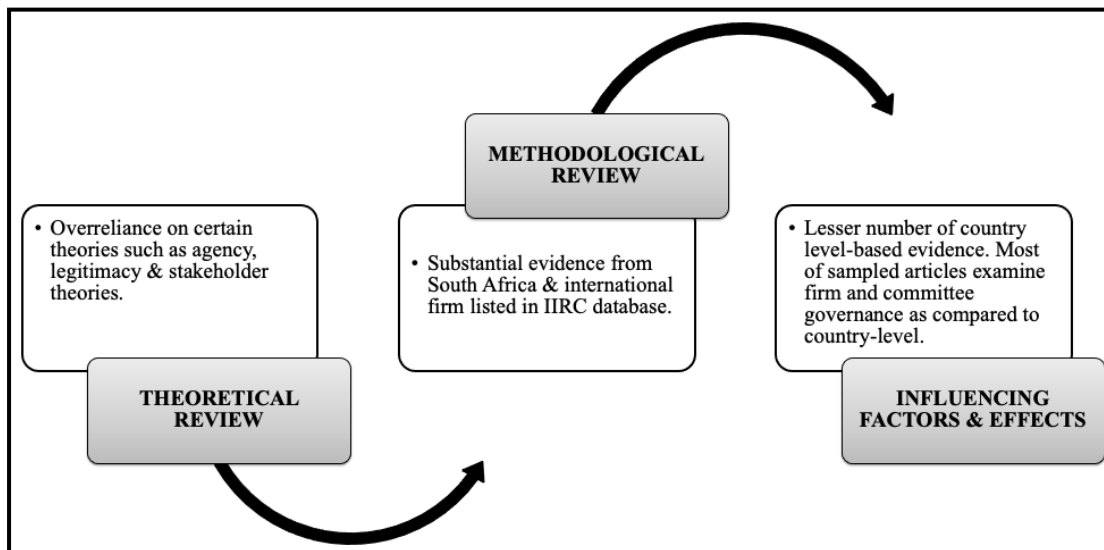 • Overreliance on certain
theories such as agency,
legitimacy & stakeholder
theories.
THEORETICAL
REVIEW
METHODOLOGICAL
REVIEW
• Substantial evidence from
South Africa & international
firm listed in IIRC database.
• Lesser number of country
level-based evidence. Most
of sampled articles examine
firm and committee
governance as compared to
country-level.
INFLUENCING
FACTORS & EFFECTS